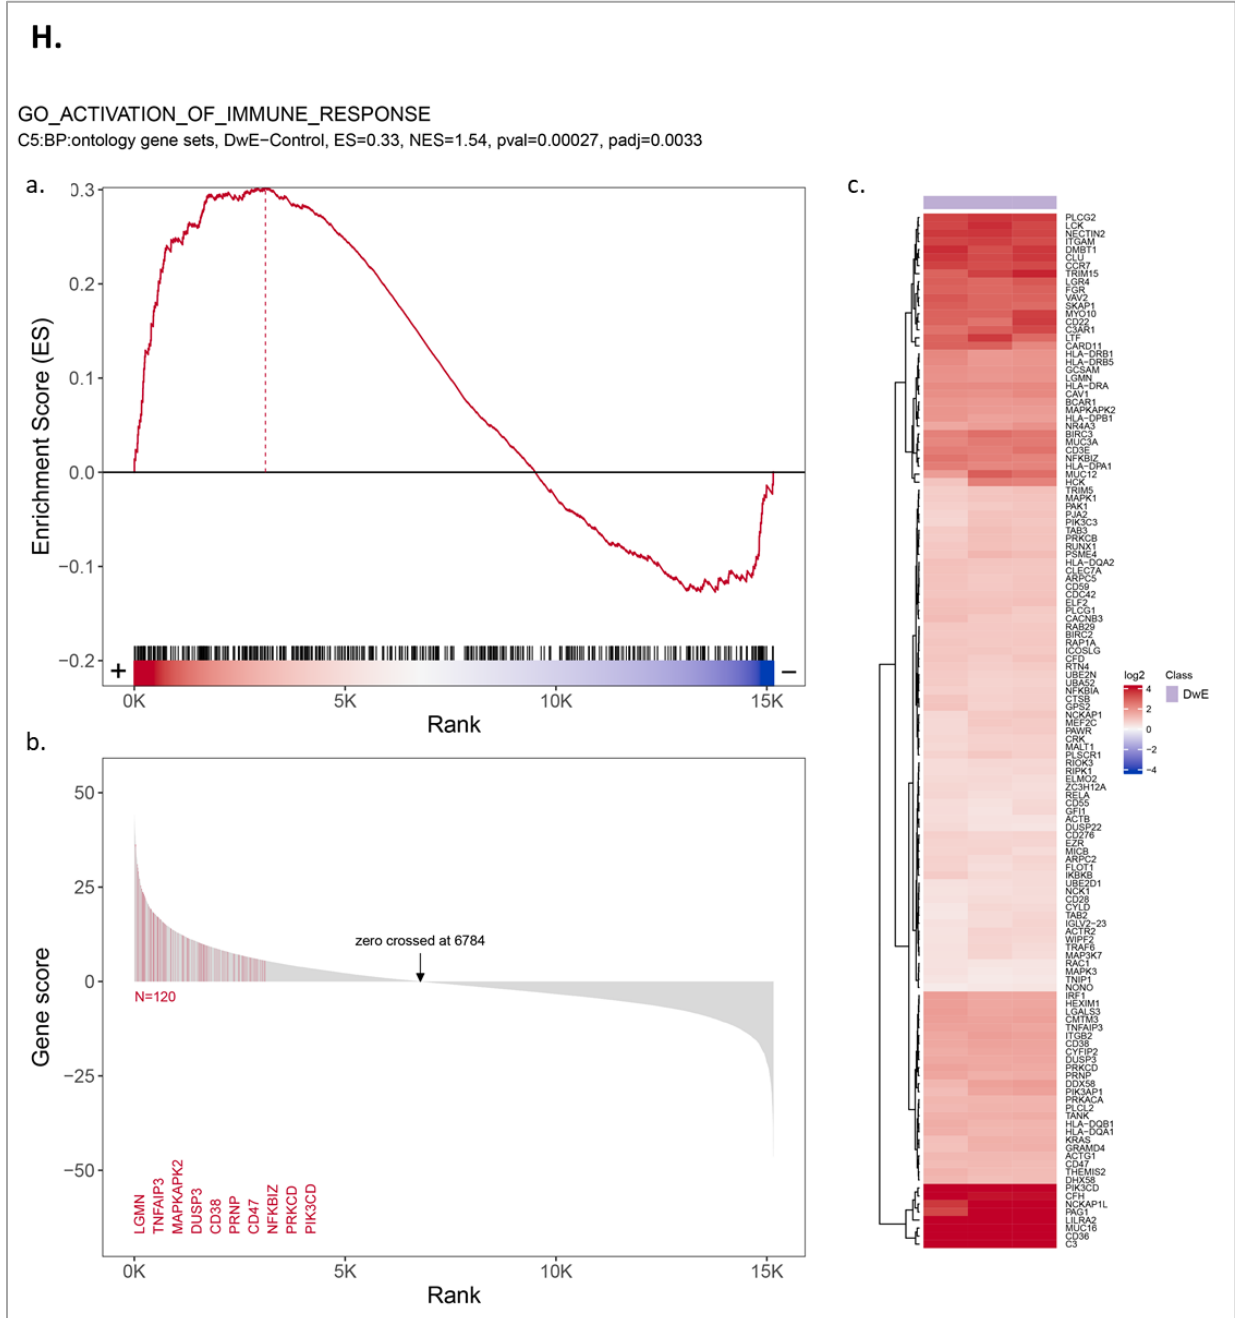 H.
GO_ACTIVATION_OF_IMMUNE_RESPONSE
C5:BP:ontology gene sets, DwE−Control, ES=0.33, NES=1.54, pval=0.00027, padj=0.0033
a.
0.3
0.2
0.1
0.0
−0.1
−0.2
Enrichment Score (ES)
+
−
0K
5K
10K
15K
Rank
b.
50
25
0
−25
−50
Gene score
zero crossed at 6784
N=120
LGMN
TNFAIP3
MAPKAPK2
DUSP3
CD38
PRNP
CD47
NFKBIZ
PRKCD
PIK3CD
0K
5K
10K
15K
Rank
c.
PLCG2
LCK
NECTIN2
ITGAM
DMBT1
CLU
CCR7
TRIM15
LGR4
FGR
VAV2
SKAP1
MYO10
CD22
C3AR1
LTF
CARD11
HLA−DRB1
HLA−DRB5
GCSAM
LGMN
HLA−DRA
CAV1
BCAR1
MAPKAPK2
HLA−DPB1
NR4A3
BIRC3
MUC3A
CD3E
NFKBIZ
HLA−DPA1
MUC12
HCK
TRIM5
MAPK1
PAK1
PJA2
PIK3C3
TAB3
PRKCB
RUNX1
PSME4
HLA−DQA2
CLEC7A
ARPC5
CD59
CDC42
ELF2
PLCG1
CACNB3
RAB29
BIRC2
RAP1A
ICOSLG
CFD
RTN4
UBE2N
UBA52
NFKBIA
CTSB
GPS2
NCKAP1
MEF2C
PAWR
CRK
MALT1
PLSCR1
RIOK3
RIPK1
ELMO2
ZC3H12A
RELA
CD55
GFI1
ACTB
DUSP22
CD276
EZR
MICB
ARPC2
FLOT1
IKBKB
UBE2D1
NCK1
CD28
CYLD
TAB2
IGLV2−23
ACTR2
WIPF2
TRAF6
MAP3K7
RAC1
MAPK3
TNIP1
NONO
IRF1
HEXIM1
LGALS3
CMTM3
TNFAIP3
ITGB2
CD38
CYFIP2
DUSP3
PRKCD
PRNP
DDX58
PIK3AP1
PRKACA
PLCL2
TANK
HLA−DQB1
HLA−DQA1
KRAS
GRAMD4
ACTG1
CD47
THEMIS2
DHX58
PIK3CD
CFH
NCKAP1L
PAG1
LILRA2
MUC16
CD36
C3
log2
4
2
0
−2
−4
Class
DwE